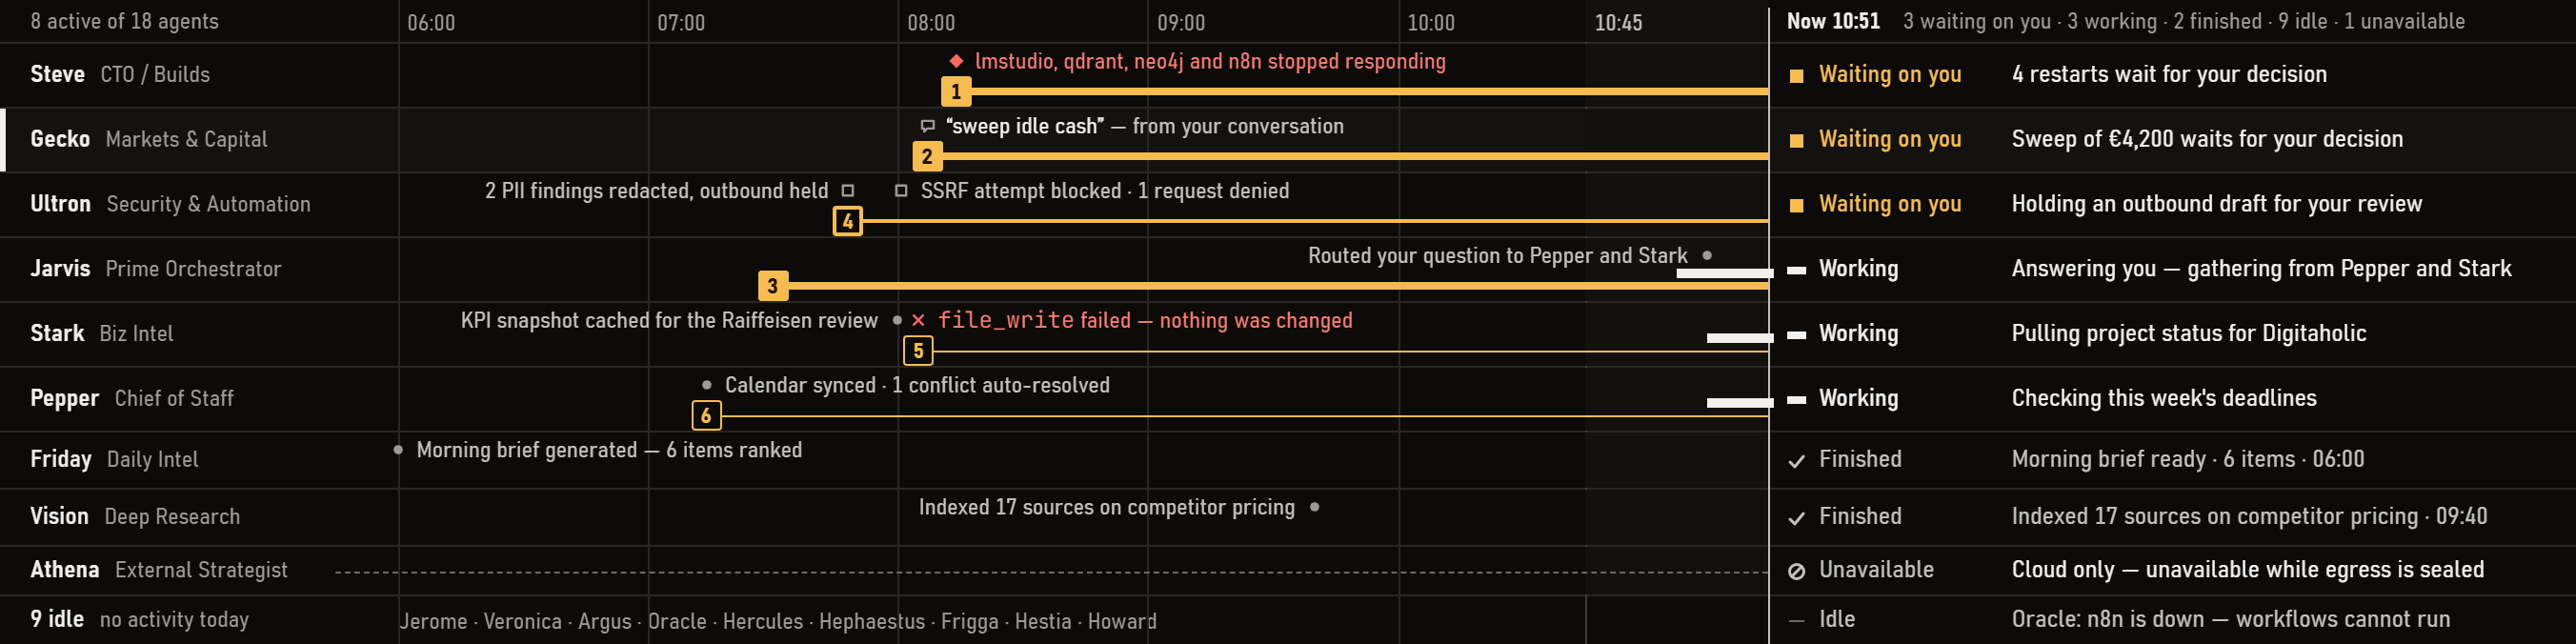 8 active of 18 agents 06:00 07:00 08:00 09:00 10:00 10:45 Now 10:51 3 waiting on you · 3 working · 2 finished · 9 idle · 1 unavailable
lmstudio, qdrant, neo4j and n8n stopped responding
Steve CTO / Builds 1 Waiting on you 4 restarts wait for your decision
“sweep idle cash” — from your conversation
Gecko Markets & Capital 2 Waiting on you Sweep of €4,200 waits for your decision
2 PII findings redacted, outbound held SSRF attempt blocked · 1 request denied
Ultron Security & Automation 4 Waiting on you Holding an outbound draft for your review
Routed your question to Pepper and Stark
Jarvis Prime Orchestrator 3 Working Answering you — gathering from Pepper and Stark
KPI snapshot cached for the Raiffeisen review file_write failed — nothing was changed
Stark Biz Intel 5 Working Pulling project status for Digitaholic
Calendar synced · 1 conflict auto-resolved
Pepper Chief of Staff 6 Working Checking this week's deadlines
Friday Daily Intel Morning brief generated — 6 items ranked Finished Morning brief ready · 6 items · 06:00
Vision Deep Research Indexed 17 sources on competitor pricing Finished Indexed 17 sources on competitor pricing · 09:40
Athena External Strategist Unavailable Cloud only — unavailable while egress is sealed
9 idle no activity today Jerome · Veronica · Argus · Oracle · Hercules · Hephaestus · Frigga · Hestia · Howard Idle Oracle: n8n is down — workflows cannot run